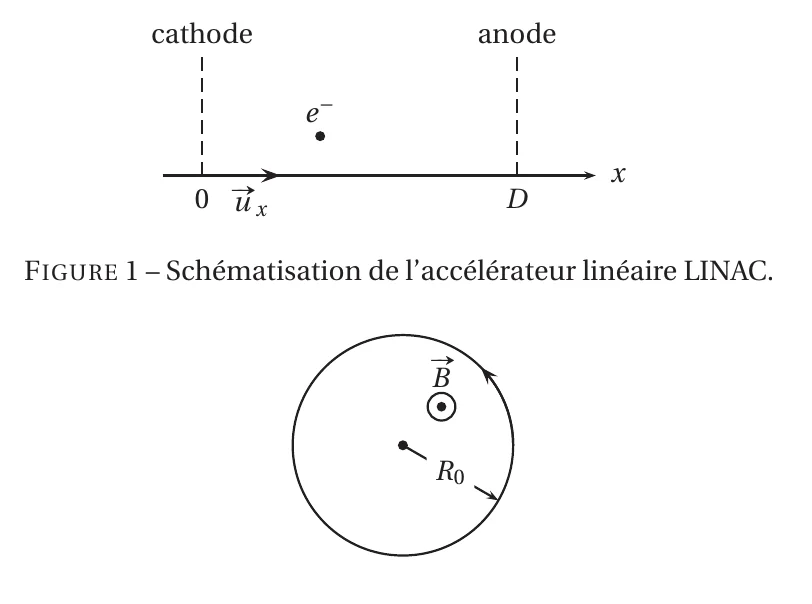 cathode anode
e⁻
x
0 u⃗ₓ D
FIGURE 1 – Schématisation de l'accélérateur linéaire LINAC.
B⃗
R₀